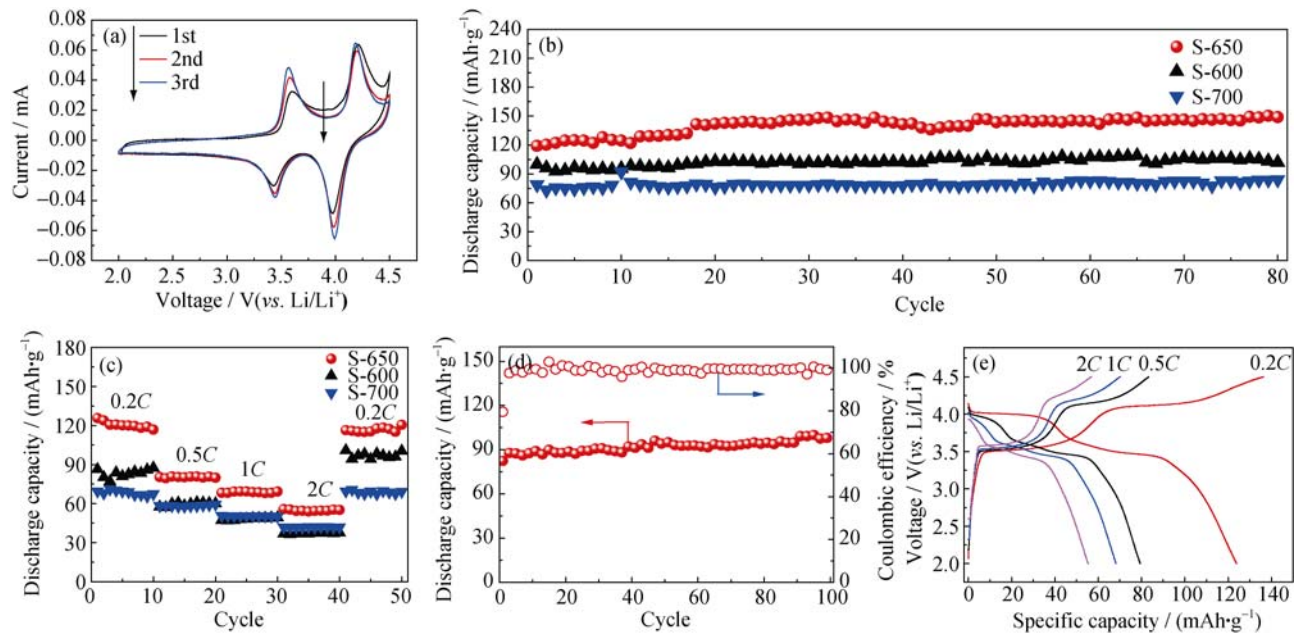 (a)
1st
2nd
3rd
0.08
0.06
0.04
0.02
0.00
−0.02
−0.04
−0.06
−0.08
Current / mA
2.0 2.5 3.0 3.5 4.0 4.5
Voltage / V(vs. Li/Li⁺)
(b)
S-650
S-600
S-700
240
210
180
150
120
90
60
30
0
Discharge capacity / (mAh·g⁻¹)
0 10 20 30 40 50 60 70 80
Cycle
(c)
S-650
S-600
S-700
0.2C 0.5C 1C 2C 0.2C
180
150
120
90
60
30
0
Discharge capacity / (mAh·g⁻¹)
0 10 20 30 40 50
Cycle
(d)
150
120
90
60
30
0
Discharge capacity / (mAh·g⁻¹)
100
80
60
40
20
0
Coulombic efficiency / %
0 20 40 60 80 100
Cycle
(e)
2C 1C 0.5C 0.2C
4.5
4.0
3.5
3.0
2.5
2.0
Voltage / V(vs. Li/Li⁺)
0 20 40 60 80 100 120 140
Specific capacity / (mAh·g⁻¹)